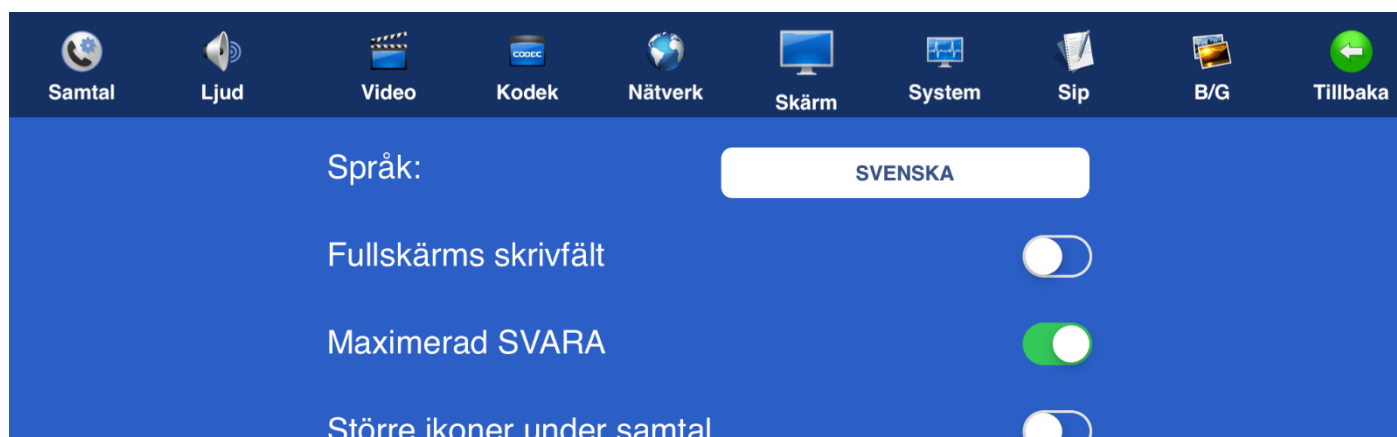 CODEC
Samtal Ljud Video Kodek Nätverk Skärm System Sip B/G Tillbaka
Språk: SVENSKA
Fullskärms skrivfält
Maximerad SVARA
Större ikoner under samtal